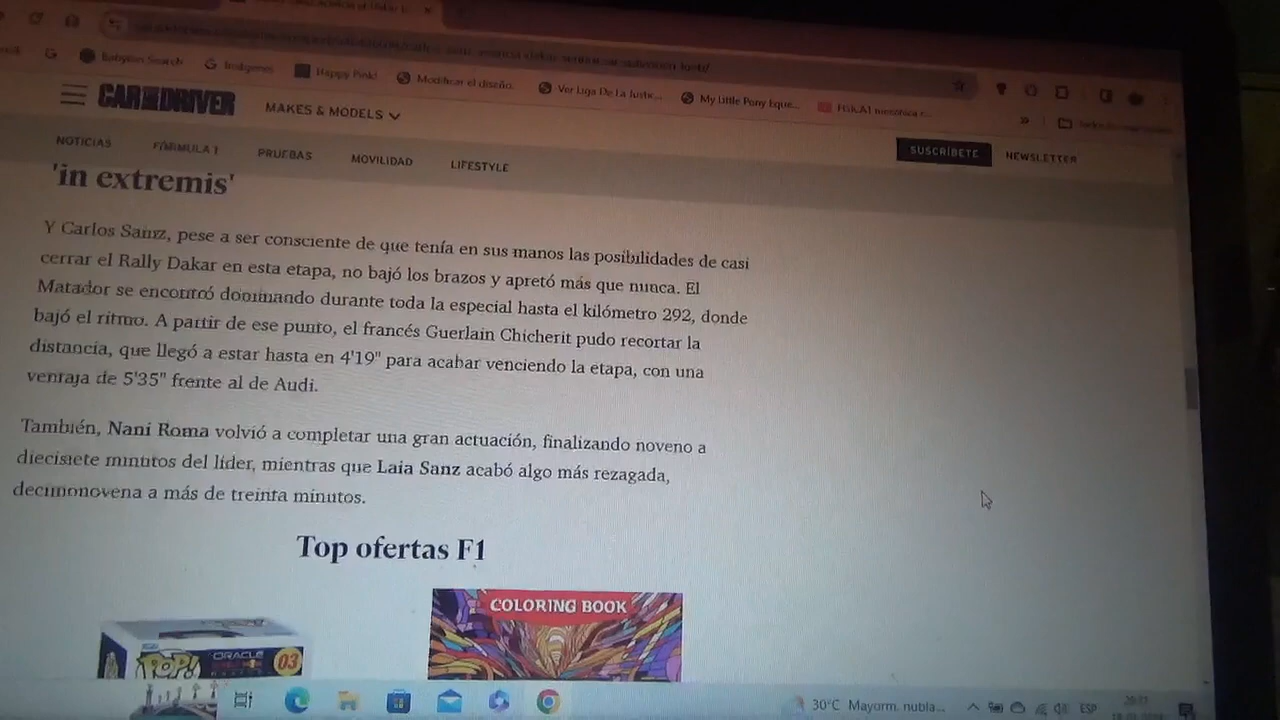 Babylon Search
Imágenes
Happy Pink!
Modificar el diseño.
Ver Liga De La Justic...
My Little Pony Eque...
»
CAR AND DRIVER
MAKES & MODELS
NOTICIAS
FÓRMULA 1
PRUEBAS
MOVILIDAD
LIFESTYLE
SUSCRÍBETE
NEWSLETTER
'in extremis'
Y Carlos Sainz, pese a ser consciente de que tenía en sus manos las posibilidades de casi
cerrar el Rally Dakar en esta etapa, no bajó los brazos y apretó más que nunca. El
Matador se encontró dominando durante toda la especial hasta el kilómetro 292, donde
bajó el ritmo. A partir de ese punto, el francés Guerlain Chicherit pudo recortar la
distancia, que llegó a estar hasta en 4'19" para acabar venciendo la etapa, con una
ventaja de 5'35" frente al de Audi.
También, Nani Roma volvió a completar una gran actuación, finalizando noveno a
diecisiete minutos del líder, mientras que Laia Sanz acabó algo más rezagada,
decimonovena a más de treinta minutos.
Top ofertas F1
POP!
ORACLE
03
COLORING BOOK
30°C Mayorm. nubla...
ESP